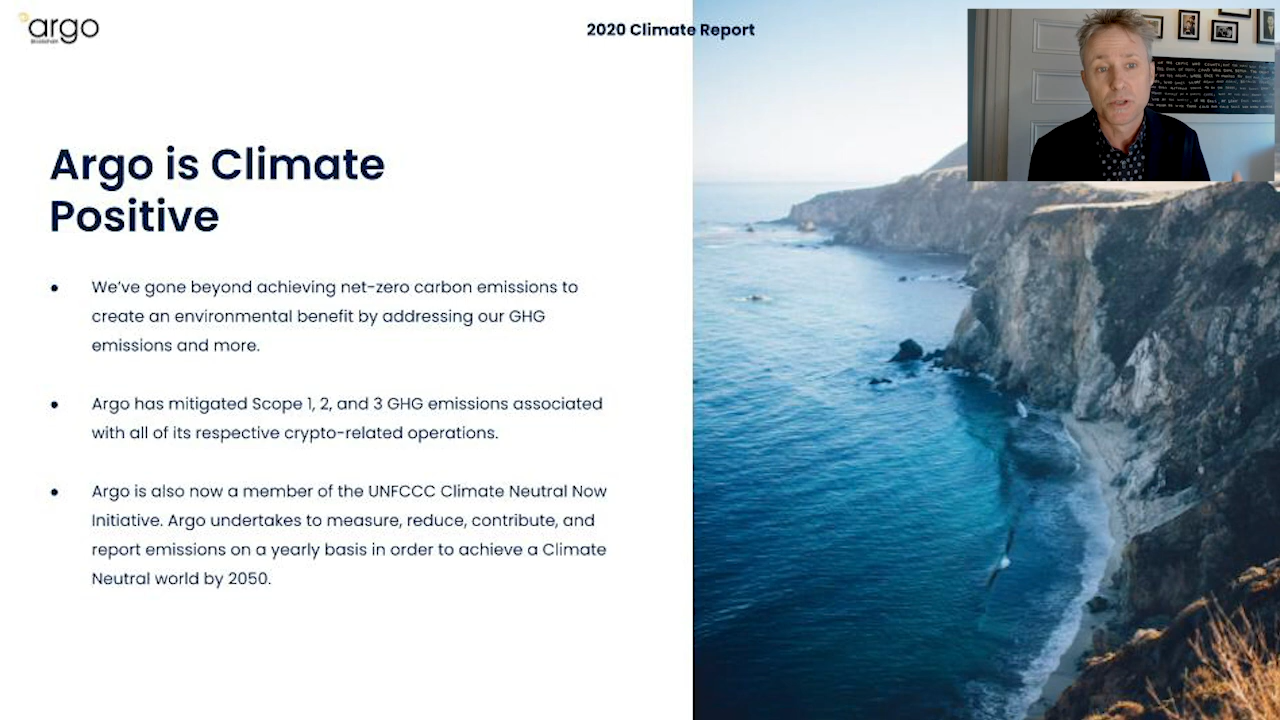 argo
2020 Climate Report
Argo is Climate
Positive
● We’ve gone beyond achieving net-zero carbon emissions to
create an environmental benefit by addressing our GHG
emissions and more.
● Argo has mitigated Scope 1, 2, and 3 GHG emissions associated
with all of its respective crypto-related operations.
● Argo is also now a member of the UNFCCC Climate Neutral Now
Initiative. Argo undertakes to measure, reduce, contribute, and
report emissions on a yearly basis in order to achieve a Climate
Neutral world by 2050.